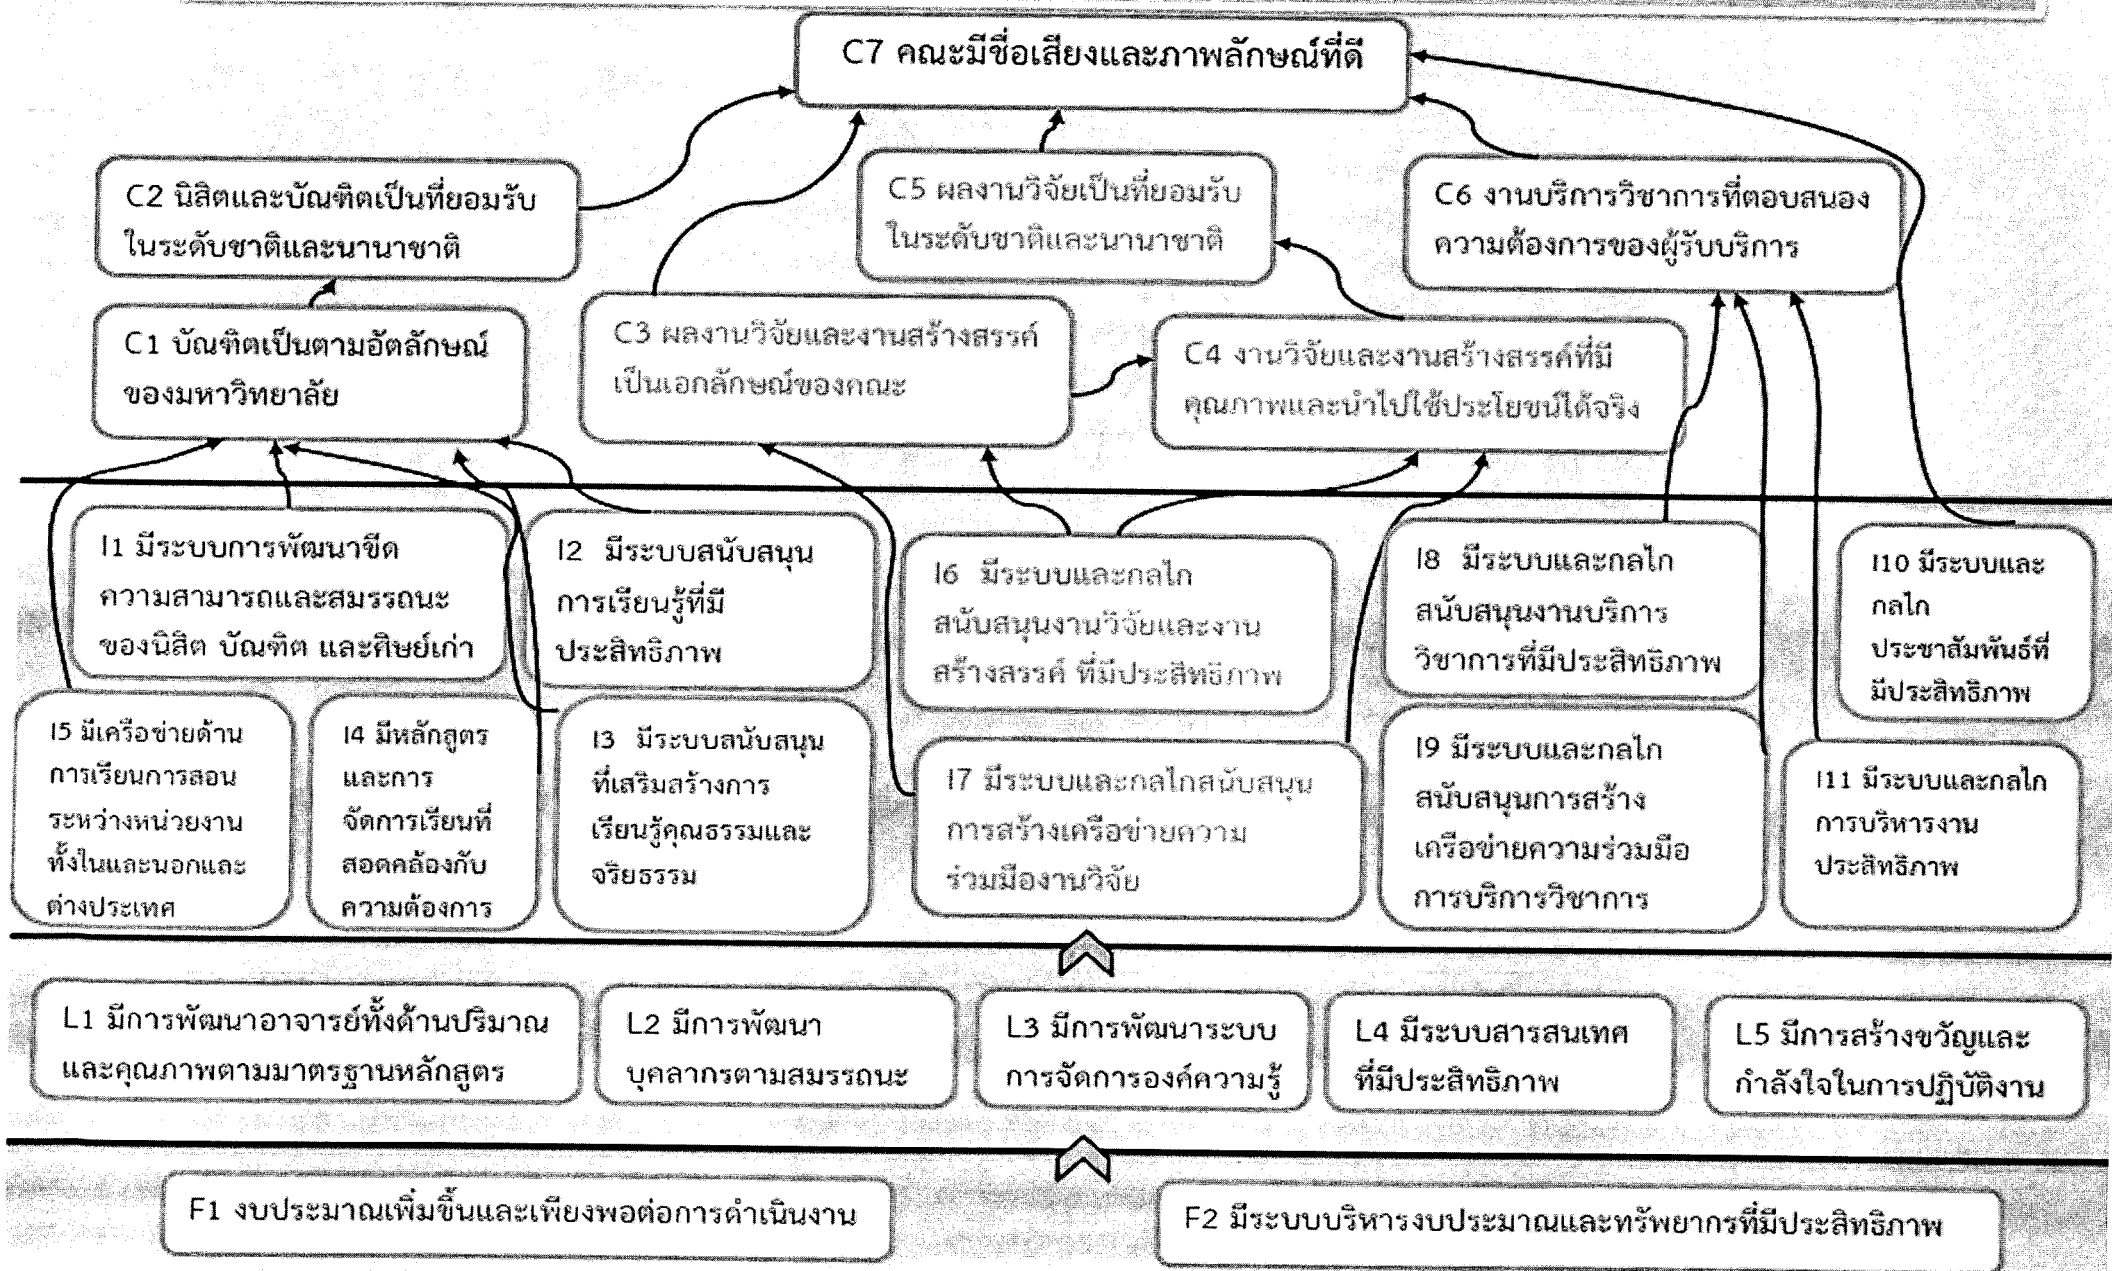 C7 คณะมีชื่อเสียงและภาพลักษณ์ที่ดี
C2 นิสิตและบัณฑิตเป็นที่ยอมรับ
ในระดับชาติและนานาชาติ
C5 ผลงานวิจัยเป็นที่ยอมรับ
ในระดับชาติและนานาชาติ
C6 งานบริการวิชาการที่ตอบสนอง
ความต้องการของผู้รับบริการ
C1 บัณฑิตเป็นตามอัตลักษณ์
ของมหาวิทยาลัย
C3 ผลงานวิจัยและงานสร้างสรรค์
เป็นเอกลักษณ์ของคณะ
C4 งานวิจัยและงานสร้างสรรค์ที่มี
คุณภาพและนำไปใช้ประโยชน์ได้จริง
I1 มีระบบการพัฒนาขีด
ความสามารถและสมรรถนะ
ของนิสิต บัณฑิต และศิษย์เก่า
I2 มีระบบสนับสนุน
การเรียนรู้ที่มี
ประสิทธิภาพ
I6 มีระบบและกลไก
สนับสนุนงานวิจัยและงาน
สร้างสรรค์ ที่มีประสิทธิภาพ
I8 มีระบบและกลไก
สนับสนุนงานบริการ
วิชาการที่มีประสิทธิภาพ
I10 มีระบบและ
กลไก
ประชาสัมพันธ์ที่
มีประสิทธิภาพ
I5 มีเครือข่ายด้าน
การเรียนการสอน
ระหว่างหน่วยงาน
ทั้งในและนอกและ
ต่างประเทศ
I4 มีหลักสูตร
และการ
จัดการเรียนที่
สอดคล้องกับ
ความต้องการ
I3 มีระบบสนับสนุน
ที่เสริมสร้างการ
เรียนรู้คุณธรรมและ
จริยธรรม
I7 มีระบบและกลไกสนับสนุน
การสร้างเครือข่ายความ
ร่วมมืองานวิจัย
I9 มีระบบและกลไก
สนับสนุนการสร้าง
เครือข่ายความร่วมมือ
การบริการวิชาการ
I11 มีระบบและกลไก
การบริหารงาน
ประสิทธิภาพ
L1 มีการพัฒนาอาจารย์ทั้งด้านปริมาณ
และคุณภาพตามมาตรฐานหลักสูตร
L2 มีการพัฒนา
บุคลากรตามสมรรถนะ
L3 มีการพัฒนาระบบ
การจัดการองค์ความรู้
L4 มีระบบสารสนเทศ
ที่มีประสิทธิภาพ
L5 มีการสร้างขวัญและ
กำลังใจในการปฏิบัติงาน
F1 งบประมาณเพิ่มขึ้นและเพียงพอต่อการดำเนินงาน
F2 มีระบบบริหารงบประมาณและทรัพยากรที่มีประสิทธิภาพ